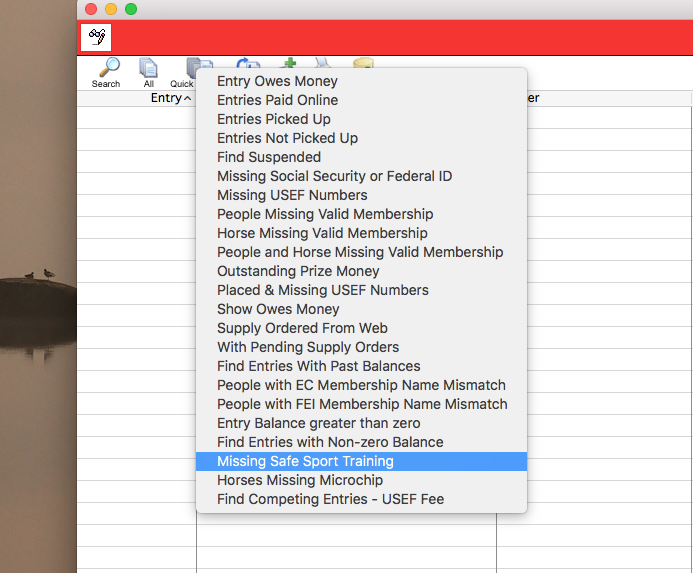 Search
All
Quick
Entry
er
Entry Owes Money
Entries Paid Online
Entries Picked Up
Entries Not Picked Up
Find Suspended
Missing Social Security or Federal ID
Missing USEF Numbers
People Missing Valid Membership
Horse Missing Valid Membership
People and Horse Missing Valid Membership
Outstanding Prize Money
Placed & Missing USEF Numbers
Show Owes Money
Supply Ordered From Web
With Pending Supply Orders
Find Entries With Past Balances
People with EC Membership Name Mismatch
People with FEI Membership Name Mismatch
Entry Balance greater than zero
Find Entries with Non-zero Balance
Missing Safe Sport Training
Horses Missing Microchip
Find Competing Entries - USEF Fee